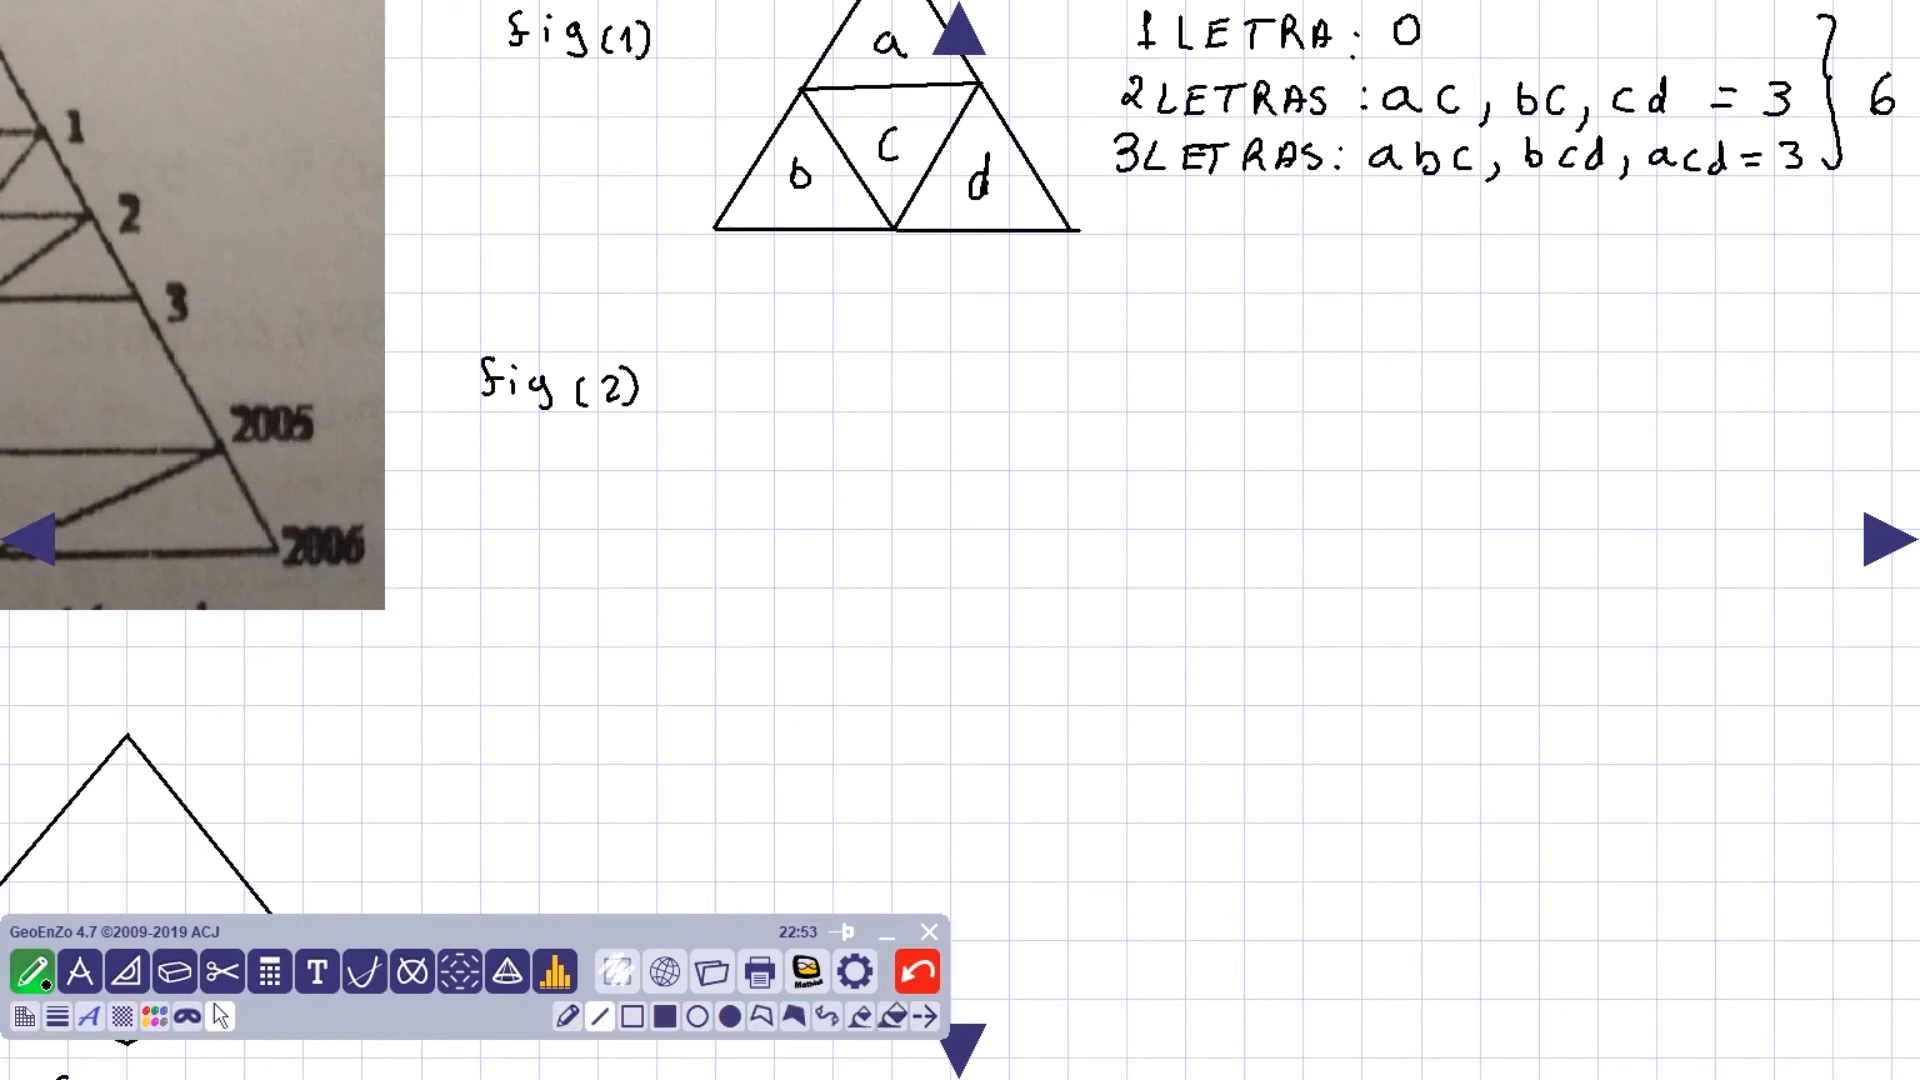 fig(1)
a
b
c
d
1 LETRA: 0
2 LETRAS : ac, bc, cd = 3
3 LETRAS: abc, bcd, acd = 3
6
1
2
3
2005
2006
fig (2)
GeoEnZo 4.7 ©2009-2019 ACJ
22:53
T
A